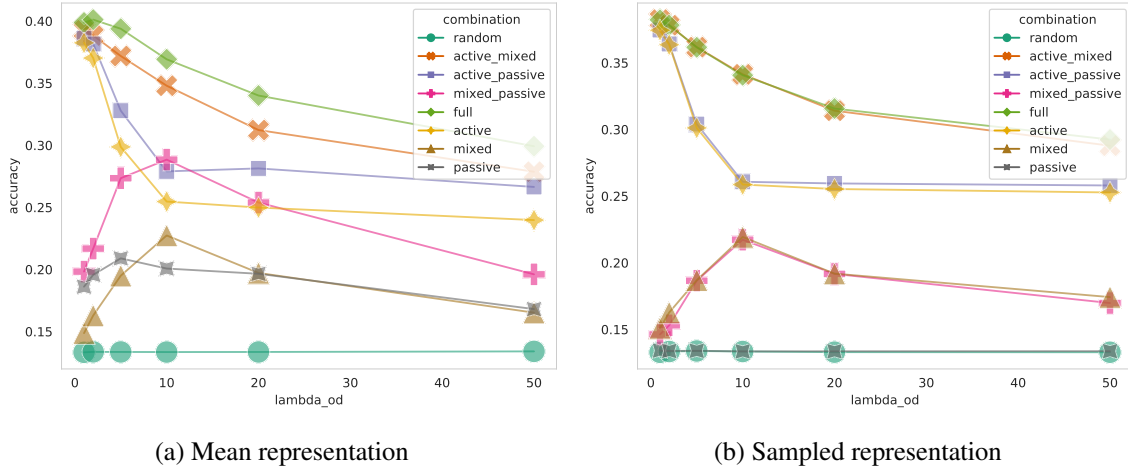 0.40
0.35
0.30
0.25
0.20
0.15
accuracy
0
10
20
30
40
50
lambda_od
combination
random
active_mixed
active_passive
mixed_passive
full
active
mixed
passive
(a) Mean representation
0.35
0.30
0.25
0.20
0.15
accuracy
0
10
20
30
40
50
lambda_od
combination
random
active_mixed
active_passive
mixed_passive
full
active
mixed
passive
(b) Sampled representation